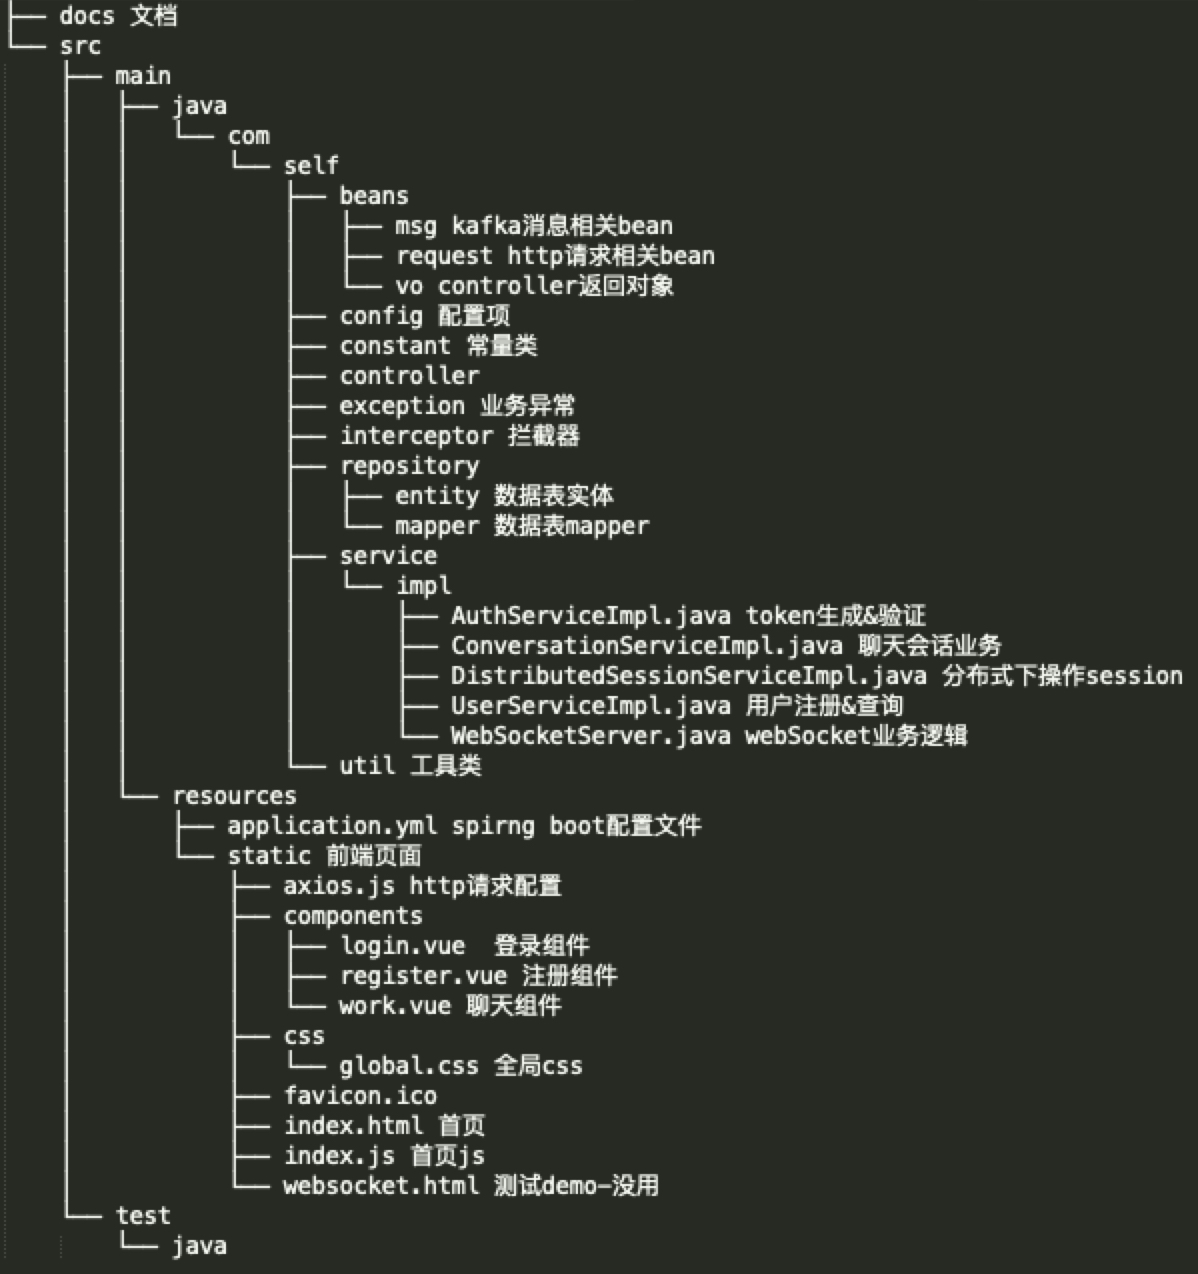 ├── docs 文档
└── src
    ├── main
    │   ├── java
    │   │   └── com
    │   │       └── self
    │   │           ├── beans
    │   │           │   ├── msg kafka消息相关bean
    │   │           │   ├── request http请求相关bean
    │   │           │   └── vo controller返回对象
    │   │           ├── config 配置项
    │   │           ├── constant 常量类
    │   │           ├── controller
    │   │           ├── exception 业务异常
    │   │           ├── interceptor 拦截器
    │   │           ├── repository
    │   │           │   ├── entity 数据表实体
    │   │           │   └── mapper 数据表mapper
    │   │           ├── service
    │   │           │   └── impl
    │   │           │       ├── AuthServiceImpl.java token生成&验证
    │   │           │       ├── ConversationServiceImpl.java 聊天会话业务
    │   │           │       ├── DistributedSessionServiceImpl.java 分布式下操作session
    │   │           │       ├── UserServiceImpl.java 用户注册&查询
    │   │           │       └── WebSocketServer.java webSocket业务逻辑
    │   │           └── util 工具类
    │   └── resources
    │       ├── application.yml spirng boot配置文件
    │       └── static 前端页面
    │           ├── axios.js http请求配置
    │           ├── components
    │           │   ├── login.vue  登录组件
    │           │   ├── register.vue 注册组件
    │           │   └── work.vue 聊天组件
    │           ├── css
    │           │   └── global.css 全局css
    │           ├── favicon.ico
    │           ├── index.html 首页
    │           ├── index.js 首页js
    │           └── websocket.html 测试demo-没用
    └── test
        └── java